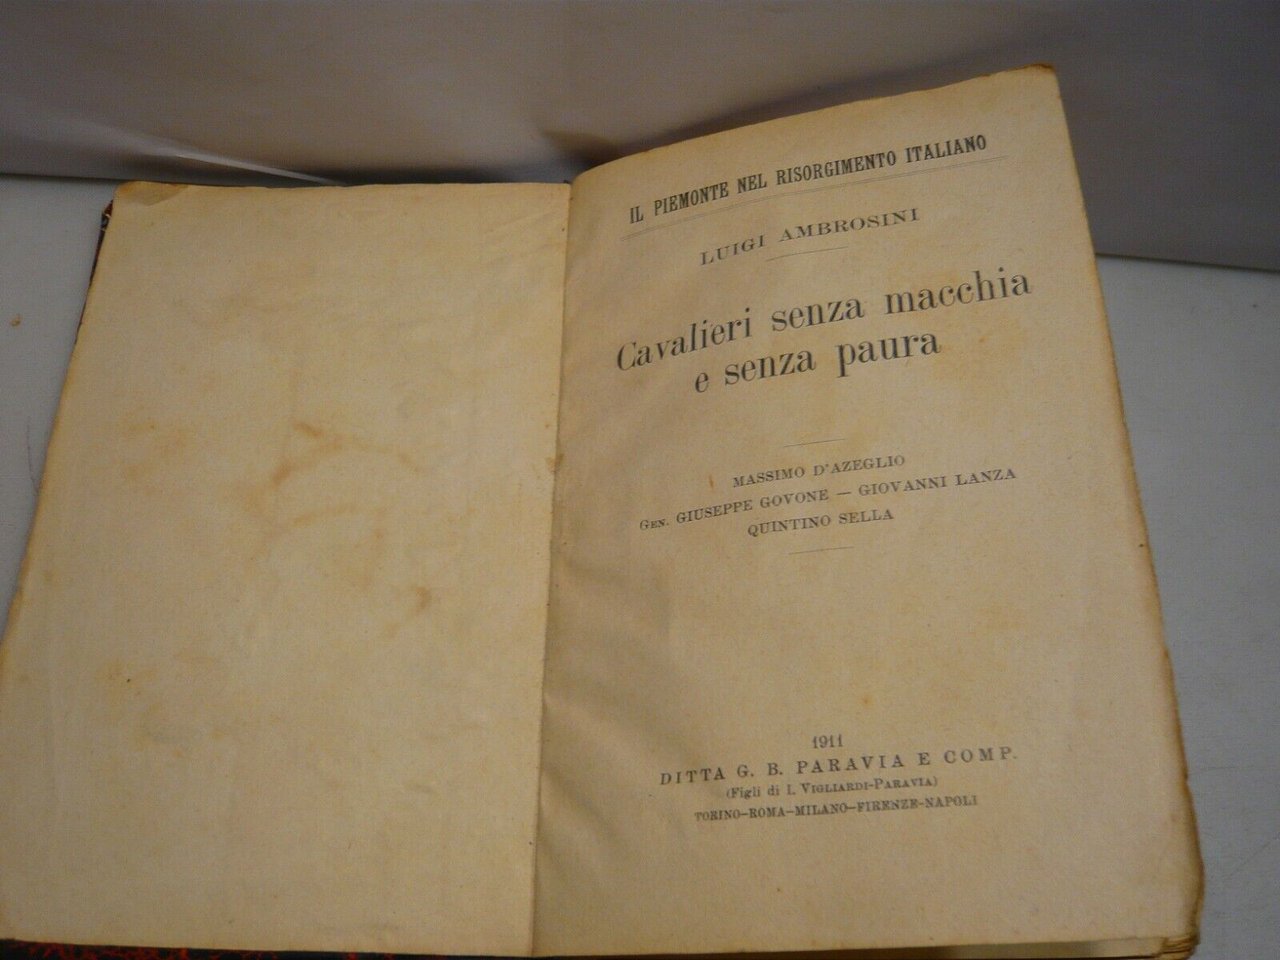 IL PIEMONTE NEL RISORGIMENTO ITALIANO
LUIGI AMBROSINI
Cavalieri senza macchia
e senza paura
MASSIMO D'AZEGLIO
GEN. GIUSEPPE GOVONE — GIOVANNI LANZA
QUINTINO SELLA
1911
DITTA G. B. PARAVIA E COMP.
(Figli di I. VIGLIARDI-PARAVIA)
TORINO—ROMA—MILANO—FIRENZE-NAPOLI